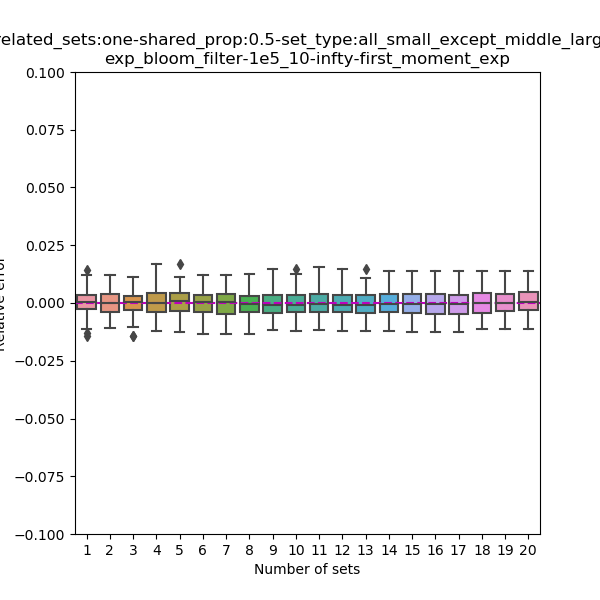 related_sets:one-shared_prop:0.5-set_type:all_small_except_middle_larg
exp_bloom_filter-1e5_10-infty-first_moment_exp
0.100
0.075
0.050
0.025
0.000
−0.025
−0.050
−0.075
−0.100
Relative error
1 2 3 4 5 6 7 8 9 10 11 12 13 14 15 16 17 18 19 20
Number of sets